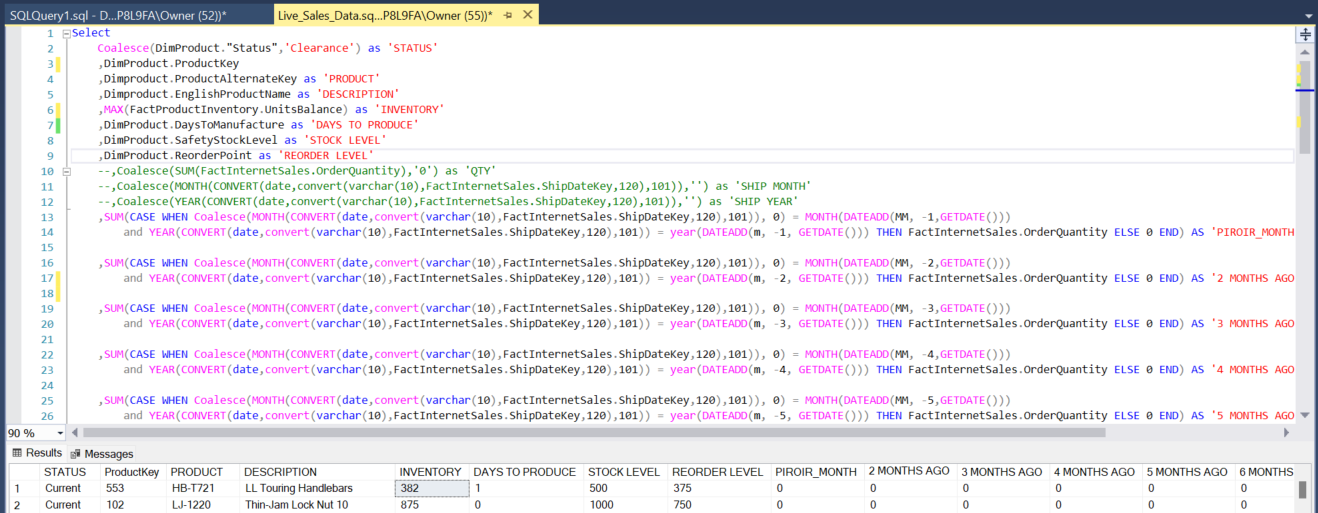 SQLQuery1.sql - D...P8L9FA\Owner (52))* Live_Sales_Data.sq...P8L9FA\Owner (55))*
1 Select
2 Coalesce(DimProduct."Status",'Clearance') as 'STATUS'
3 ,DimProduct.ProductKey
4 ,Dimproduct.ProductAlternateKey as 'PRODUCT'
5 ,Dimproduct.EnglishProductName as 'DESCRIPTION'
6 ,MAX(FactProductInventory.UnitsBalance) as 'INVENTORY'
7 ,DimProduct.DaysToManufacture as 'DAYS TO PRODUCE'
8 ,DimProduct.SafetyStockLevel as 'STOCK LEVEL'
9 ,DimProduct.ReorderPoint as 'REORDER LEVEL'
10 --,Coalesce(SUM(FactInternetSales.OrderQuantity),'0') as 'QTY'
11 --,Coalesce(MONTH(CONVERT(date,convert(varchar(10),FactInternetSales.ShipDateKey,120),101)),'') as 'SHIP MONTH'
12 --,Coalesce(YEAR(CONVERT(date,convert(varchar(10),FactInternetSales.ShipDateKey,120),101)),'') as 'SHIP YEAR'
13 ,SUM(CASE WHEN Coalesce(MONTH(CONVERT(date,convert(varchar(10),FactInternetSales.ShipDateKey,120),101)), 0) = MONTH(DATEADD(MM, -1,GETDATE()))
14 and YEAR(CONVERT(date,convert(varchar(10),FactInternetSales.ShipDateKey,120),101)) = year(DATEADD(m, -1, GETDATE())) THEN FactInternetSales.OrderQuantity ELSE 0 END) AS 'PIROIR_MONTH
15
16 ,SUM(CASE WHEN Coalesce(MONTH(CONVERT(date,convert(varchar(10),FactInternetSales.ShipDateKey,120),101)), 0) = MONTH(DATEADD(MM, -2,GETDATE()))
17 and YEAR(CONVERT(date,convert(varchar(10),FactInternetSales.ShipDateKey,120),101)) = year(DATEADD(m, -2, GETDATE())) THEN FactInternetSales.OrderQuantity ELSE 0 END) AS '2 MONTHS AGO
18
19 ,SUM(CASE WHEN Coalesce(MONTH(CONVERT(date,convert(varchar(10),FactInternetSales.ShipDateKey,120),101)), 0) = MONTH(DATEADD(MM, -3,GETDATE()))
20 and YEAR(CONVERT(date,convert(varchar(10),FactInternetSales.ShipDateKey,120),101)) = year(DATEADD(m, -3, GETDATE())) THEN FactInternetSales.OrderQuantity ELSE 0 END) AS '3 MONTHS AGO
21
22 ,SUM(CASE WHEN Coalesce(MONTH(CONVERT(date,convert(varchar(10),FactInternetSales.ShipDateKey,120),101)), 0) = MONTH(DATEADD(MM, -4,GETDATE()))
23 and YEAR(CONVERT(date,convert(varchar(10),FactInternetSales.ShipDateKey,120),101)) = year(DATEADD(m, -4, GETDATE())) THEN FactInternetSales.OrderQuantity ELSE 0 END) AS '4 MONTHS AGO
24
25 ,SUM(CASE WHEN Coalesce(MONTH(CONVERT(date,convert(varchar(10),FactInternetSales.ShipDateKey,120),101)), 0) = MONTH(DATEADD(MM, -5,GETDATE()))
26 and YEAR(CONVERT(date,convert(varchar(10),FactInternetSales.ShipDateKey,120),101)) = year(DATEADD(m, -5, GETDATE())) THEN FactInternetSales.OrderQuantity ELSE 0 END) AS '5 MONTHS AGO
90 %
Results Messages
STATUS ProductKey PRODUCT DESCRIPTION INVENTORY DAYS TO PRODUCE STOCK LEVEL REORDER LEVEL PIROIR_MONTH 2 MONTHS AGO 3 MONTHS AGO 4 MONTHS AGO 5 MONTHS AGO 6 MONTHS
1 Current 553 HB-T721 LL Touring Handlebars 382 1 500 375 0 0 0 0 0 0
2 Current 102 LJ-1220 Thin-Jam Lock Nut 10 875 0 1000 750 0 0 0 0 0 0